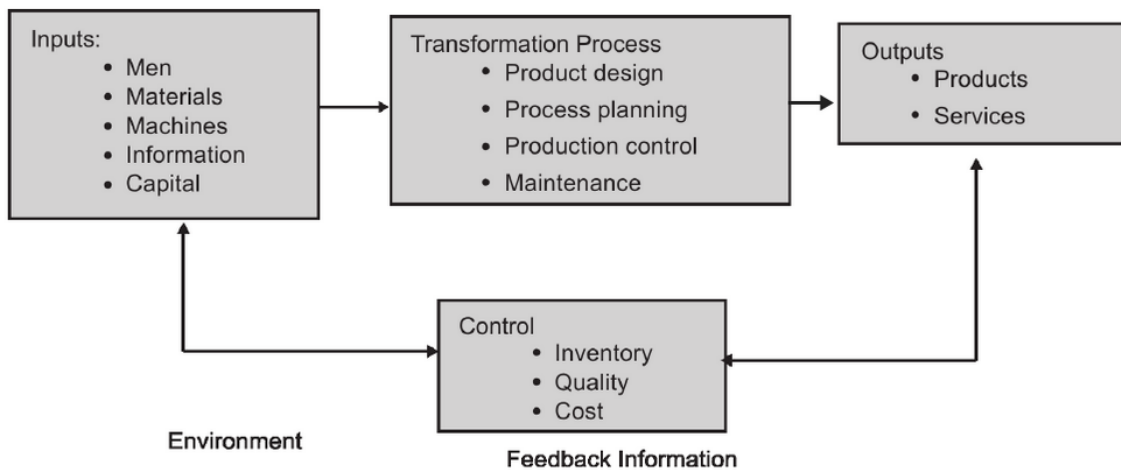 Inputs:
• Men
• Materials
• Machines
• Information
• Capital
Transformation Process
• Product design
• Process planning
• Production control
• Maintenance
Outputs
• Products
• Services
Control
• Inventory
• Quality
• Cost
Environment
Feedback Information